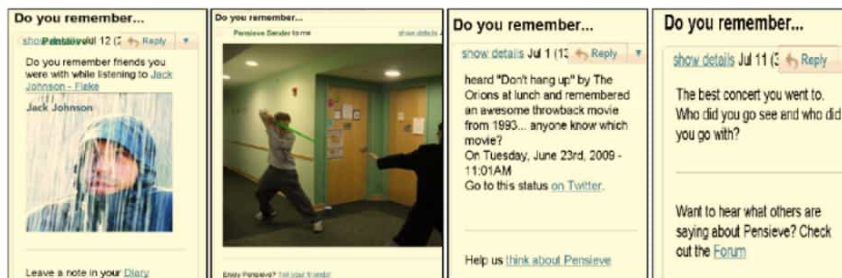 Do you remember...
Pensieve
Jul 12 (
Reply
Do you remember friends you
were with while listening to Jack
Johnson - Flake
Jack Johnson
Leave a note in your Diary
Do you remember...
Pensieve Sender to me
show details
Enjoy Pensieve? Tell your friends!
Do you remember...
show details Jul 1 (13
Reply
heard "Don't hang up" by The
Orions at lunch and remembered
an awesome throwback movie
from 1993... anyone know which
movie?
On Tuesday, June 23rd, 2009 -
11:01AM
Go to this status on Twitter.
Help us think about Pensieve
Do you remember...
show details Jul 11 (3
Reply
The best concert you went to.
Who did you go see and who did
you go with?
Want to hear what others are
saying about Pensieve? Check
out the Forum